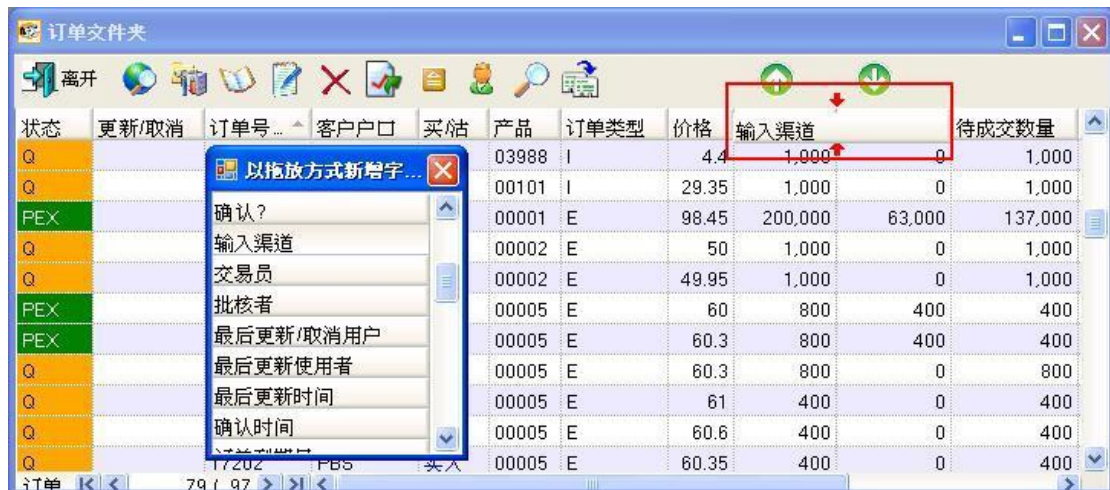 订单文件夹
离开
状态 更新/取消 订单号... 客户户口 买/沽 产品 订单类型 价格 输入渠道 待成交数量
Q 03988 I 4.4 1,000 0 1,000
Q 00101 I 29.35 1,000 0 1,000
PEX 00001 E 98.45 200,000 63,000 137,000
Q 00002 E 50 1,000 0 1,000
Q 00002 E 49.95 1,000 0 1,000
PEX 00005 E 60 800 400 400
PEX 00005 E 60.3 800 400 400
Q 00005 E 60.3 800 0 800
Q 00005 E 61 400 0 400
Q 00005 E 60.6 400 0 400
Q 17202 PBS 买入 00005 E 60.35 400 0 400
以拖放方式新增字...
确认?
输入渠道
交易员
批核者
最后更新/取消用户
最后更新使用者
最后更新时间
确认时间
订单 79 / 97